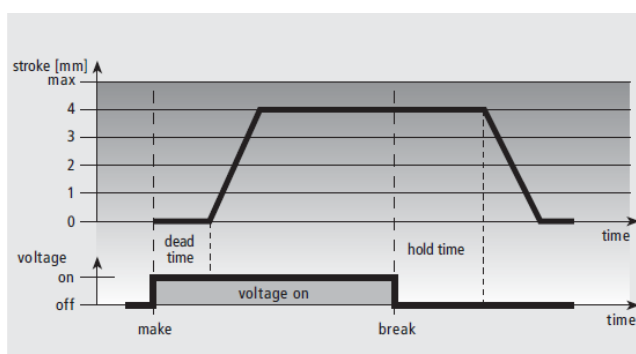 stroke [mm]
max
4
3
2
1
0
time
dead
time
hold time
voltage
on
voltage on
off
time
make
break